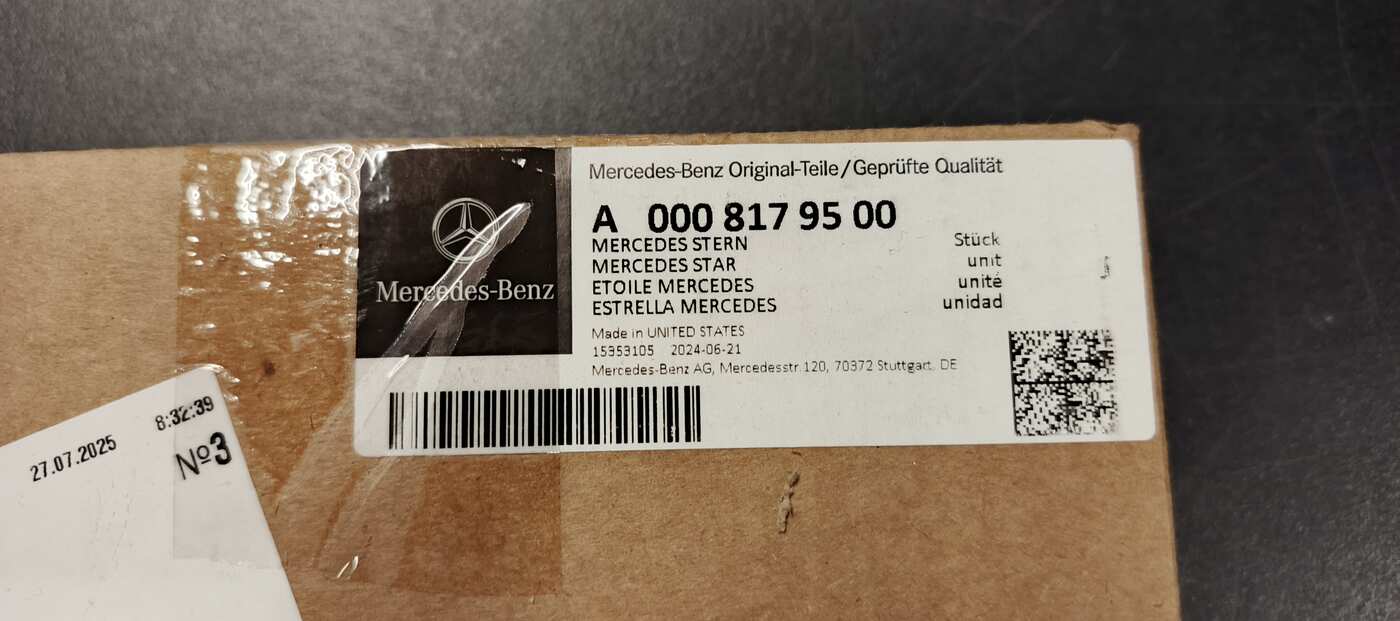 Mercedes-Benz Original-Teile/Geprüfte Qualität
A 000 817 95 00
MERCEDES STERN Stück
MERCEDES STAR unit
ETOILE MERCEDES unité
ESTRELLA MERCEDES unidad
Made in UNITED STATES
15353105 2024-06-21
Mercedes-Benz AG, Mercedesstr.120, 70372 Stuttgart, DE
Mercedes-Benz
27.07.2025 8:32:39
№3